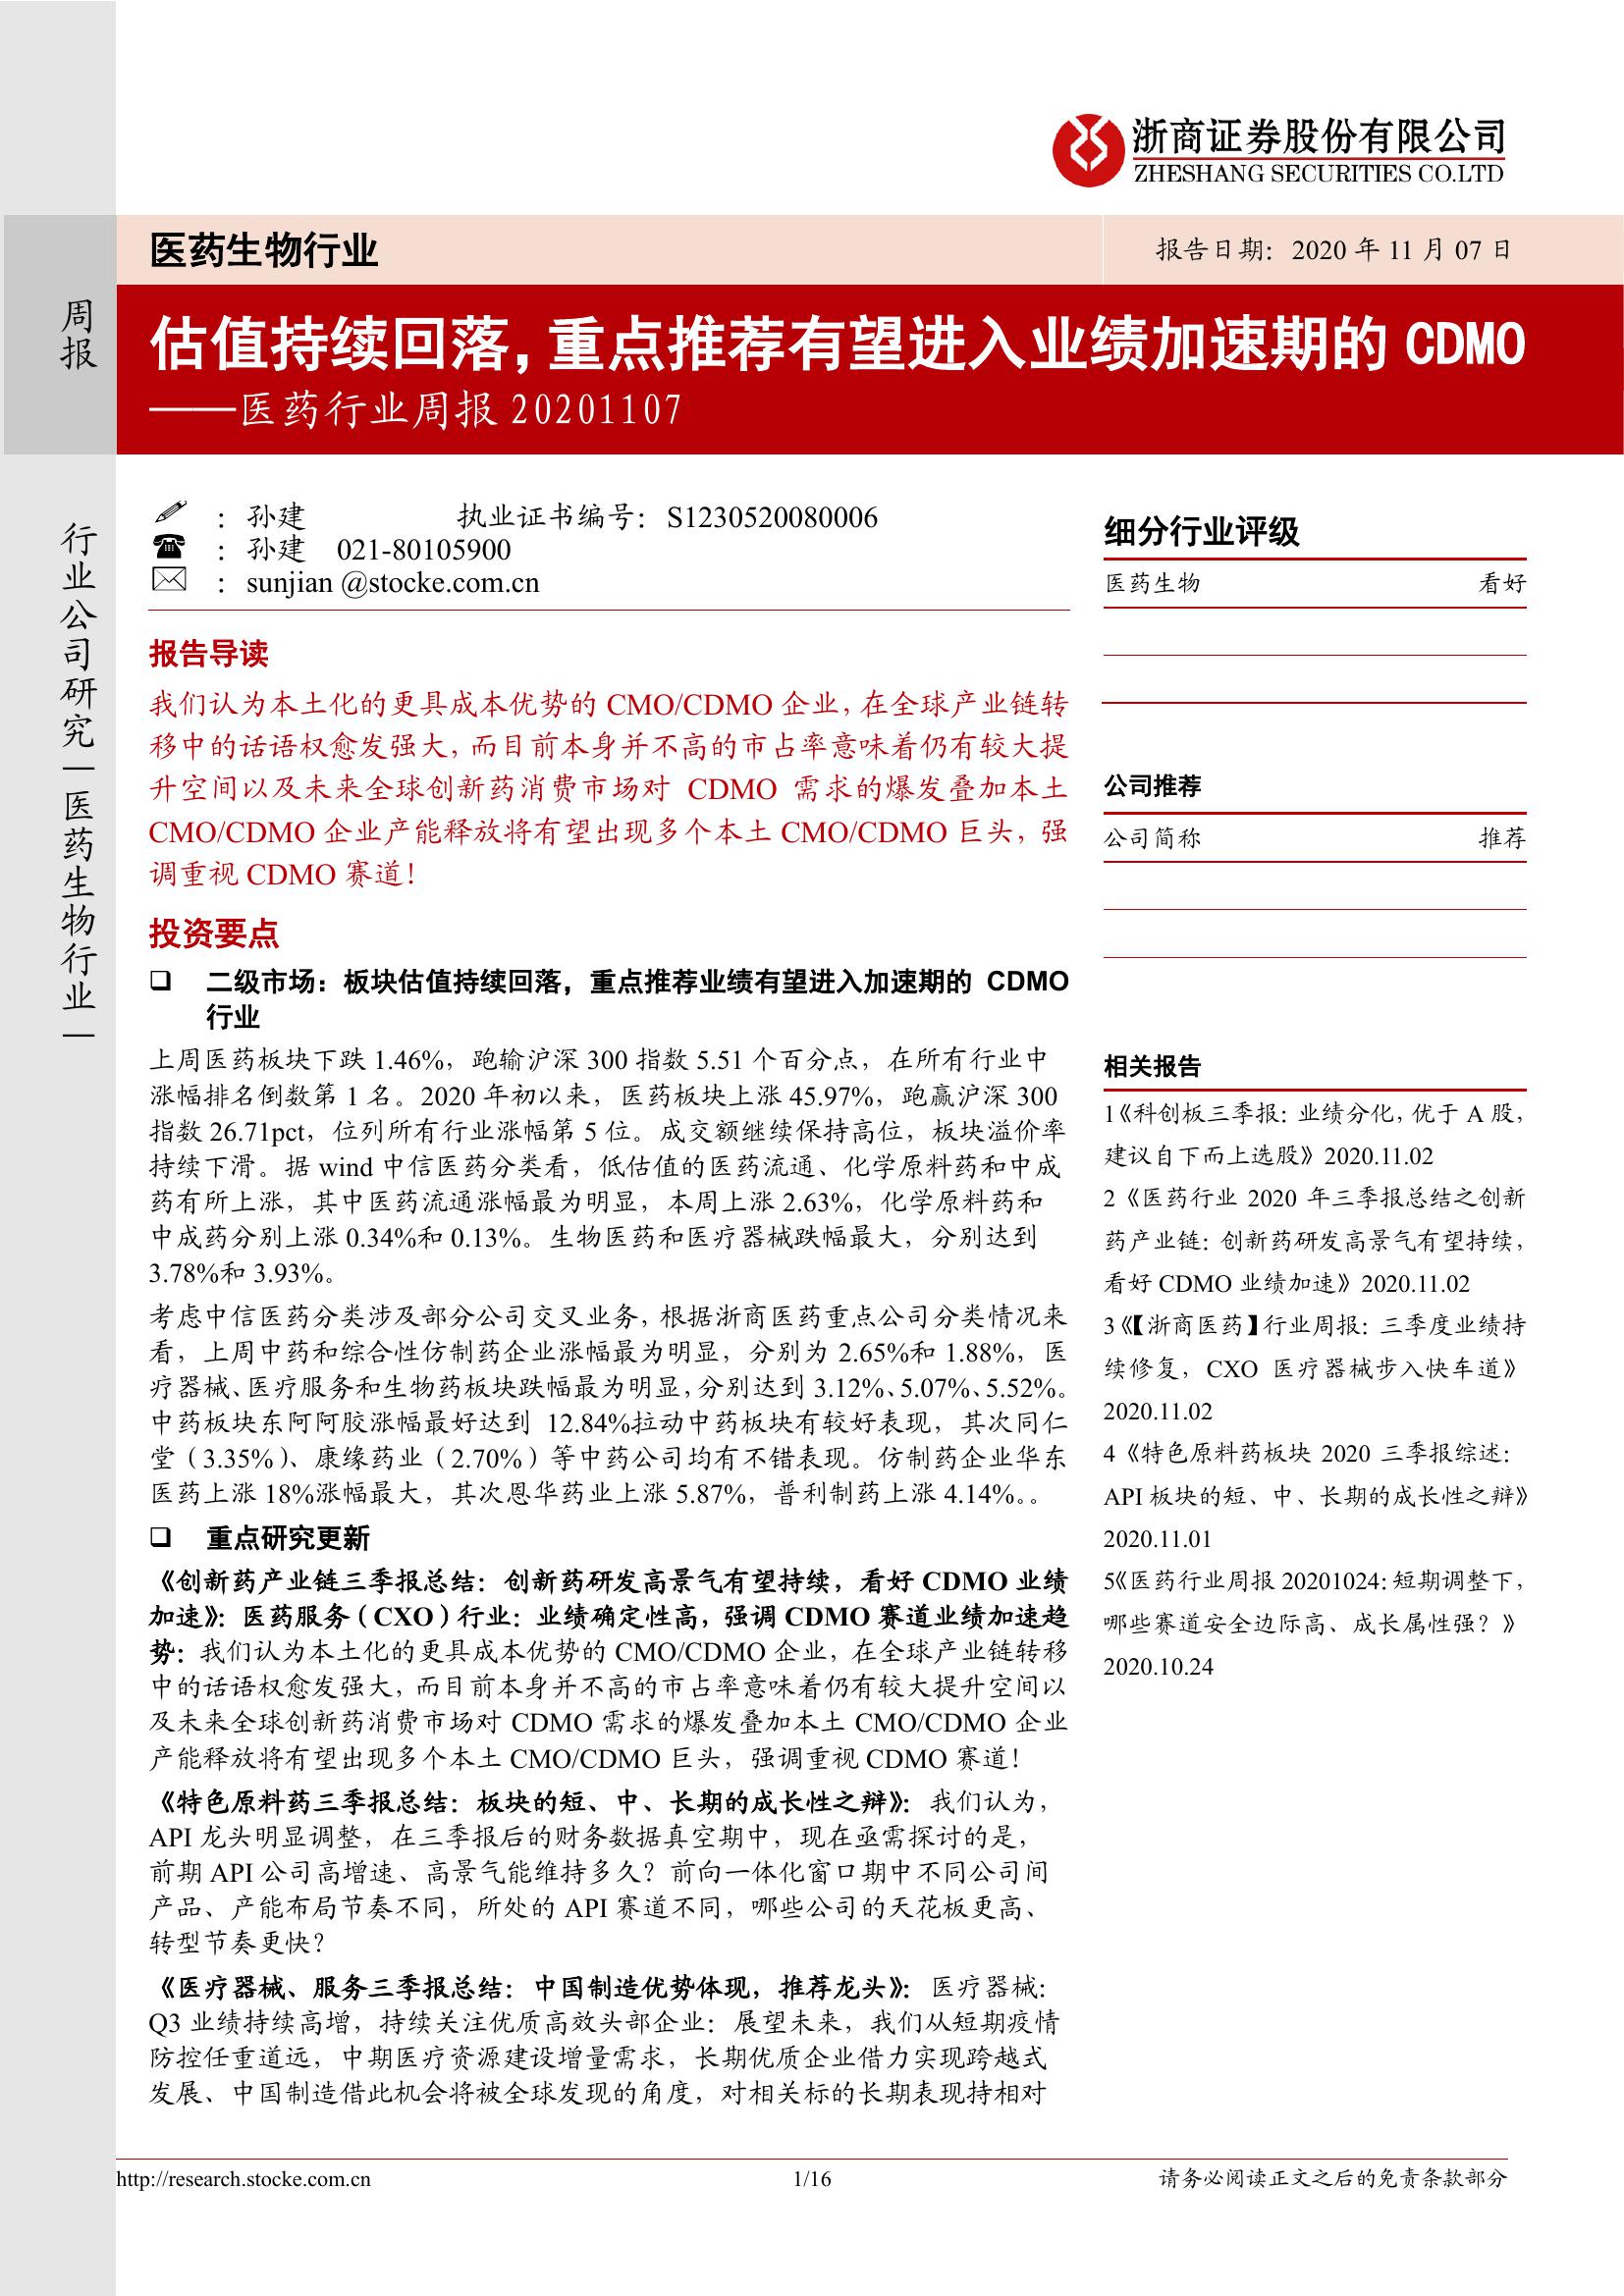 浙商证券股份有限公司
ZHESHANG SECURITIES CO.LTD
医药生物行业
报告日期：2020 年 11 月 07 日
周报
估值持续回落，重点推荐有望进入业绩加速期的 CDMO
——医药行业周报 20201107
行业公司研究│医药生物行业│
：孙建 执业证书编号：S1230520080006
：孙建 021-80105900
：sunjian @stocke.com.cn
报告导读
我们认为本土化的更具成本优势的 CMO/CDMO 企业，在全球产业链转
移中的话语权愈发强大，而目前本身并不高的市占率意味着仍有较大提
升空间以及未来全球创新药消费市场对 CDMO 需求的爆发叠加本土
CMO/CDMO 企业产能释放将有望出现多个本土 CMO/CDMO 巨头，强
调重视 CDMO 赛道！
投资要点
❑ 二级市场：板块估值持续回落，重点推荐业绩有望进入加速期的 CDMO
行业
上周医药板块下跌 1.46%，跑输沪深 300 指数 5.51 个百分点，在所有行业中
涨幅排名倒数第 1 名。2020 年初以来，医药板块上涨 45.97%，跑赢沪深 300
指数 26.71pct，位列所有行业涨幅第 5 位。成交额继续保持高位，板块溢价率
持续下滑。据 wind 中信医药分类看，低估值的医药流通、化学原料药和中成
药有所上涨，其中医药流通涨幅最为明显，本周上涨 2.63%，化学原料药和
中成药分别上涨 0.34%和 0.13%。生物医药和医疗器械跌幅最大，分别达到
3.78%和 3.93%。
考虑中信医药分类涉及部分公司交叉业务，根据浙商医药重点公司分类情况来
看，上周中药和综合性仿制药企业涨幅最为明显，分别为 2.65%和 1.88%，医
疗器械、医疗服务和生物药板块跌幅最为明显，分别达到 3.12%、5.07%、5.52%。
中药板块东阿阿胶涨幅最好达到 12.84%拉动中药板块有较好表现，其次同仁
堂（3.35%）、康缘药业（2.70%）等中药公司均有不错表现。仿制药企业华东
医药上涨 18%涨幅最大，其次恩华药业上涨 5.87%，普利制药上涨 4.14%。。
❑ 重点研究更新
《创新药产业链三季报总结：创新药研发高景气有望持续，看好 CDMO 业绩
加速》：医药服务（CXO）行业：业绩确定性高，强调 CDMO 赛道业绩加速趋
势：我们认为本土化的更具成本优势的 CMO/CDMO 企业，在全球产业链转移
中的话语权愈发强大，而目前本身并不高的市占率意味着仍有较大提升空间以
及未来全球创新药消费市场对 CDMO 需求的爆发叠加本土 CMO/CDMO 企业
产能释放将有望出现多个本土 CMO/CDMO 巨头，强调重视 CDMO 赛道！
《特色原料药三季报总结：板块的短、中、长期的成长性之辩》：我们认为，
API 龙头明显调整，在三季报后的财务数据真空期中，现在亟需探讨的是，
前期 API 公司高增速、高景气能维持多久？前向一体化窗口期中不同公司间
产品、产能布局节奏不同，所处的 API 赛道不同，哪些公司的天花板更高、
转型节奏更快？
《医疗器械、服务三季报总结：中国制造优势体现，推荐龙头》：医疗器械：
Q3 业绩持续高增，持续关注优质高效头部企业：展望未来，我们从短期疫情
防控任重道远，中期医疗资源建设增量需求，长期优质企业借力实现跨越式
发展、中国制造借此机会将被全球发现的角度，对相关标的长期表现持相对
细分行业评级
医药生物 看好
公司推荐
公司简称 推荐
相关报告
1《科创板三季报：业绩分化，优于 A 股，
建议自下而上选股》2020.11.02
2《医药行业 2020 年三季报总结之创新
药产业链：创新药研发高景气有望持续，
看好 CDMO 业绩加速》2020.11.02
3《【浙商医药】行业周报：三季度业绩持
续修复，CXO 医疗器械步入快车道》
2020.11.02
4《特色原料药板块 2020 三季报综述：
API 板块的短、中、长期的成长性之辩》
2020.11.01
5《医药行业周报 20201024：短期调整下，
哪些赛道安全边际高、成长属性强？》
2020.10.24
http://research.stocke.com.cn
1/16
请务必阅读正文之后的免责条款部分